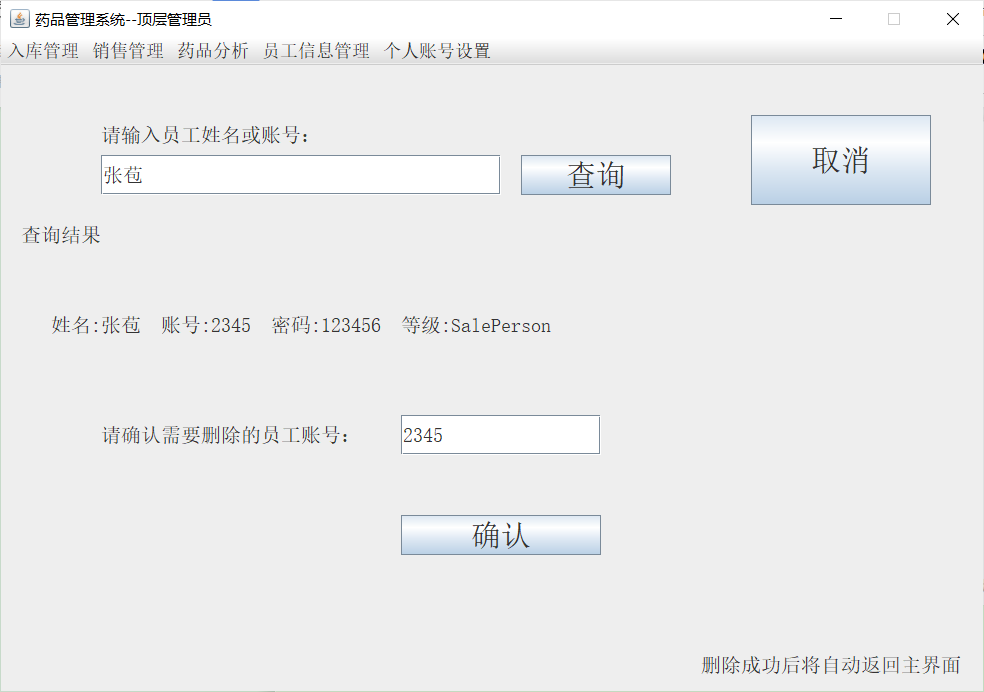 药品管理系统--顶层管理员
入库管理 销售管理 药品分析 员工信息管理 个人账号设置
请输入员工姓名或账号:
张苞 查询 取消
查询结果
姓名:张苞 账号:2345 密码:123456 等级:SalePerson
请确认需要删除的员工账号: 2345
确认
删除成功后将自动返回主界面